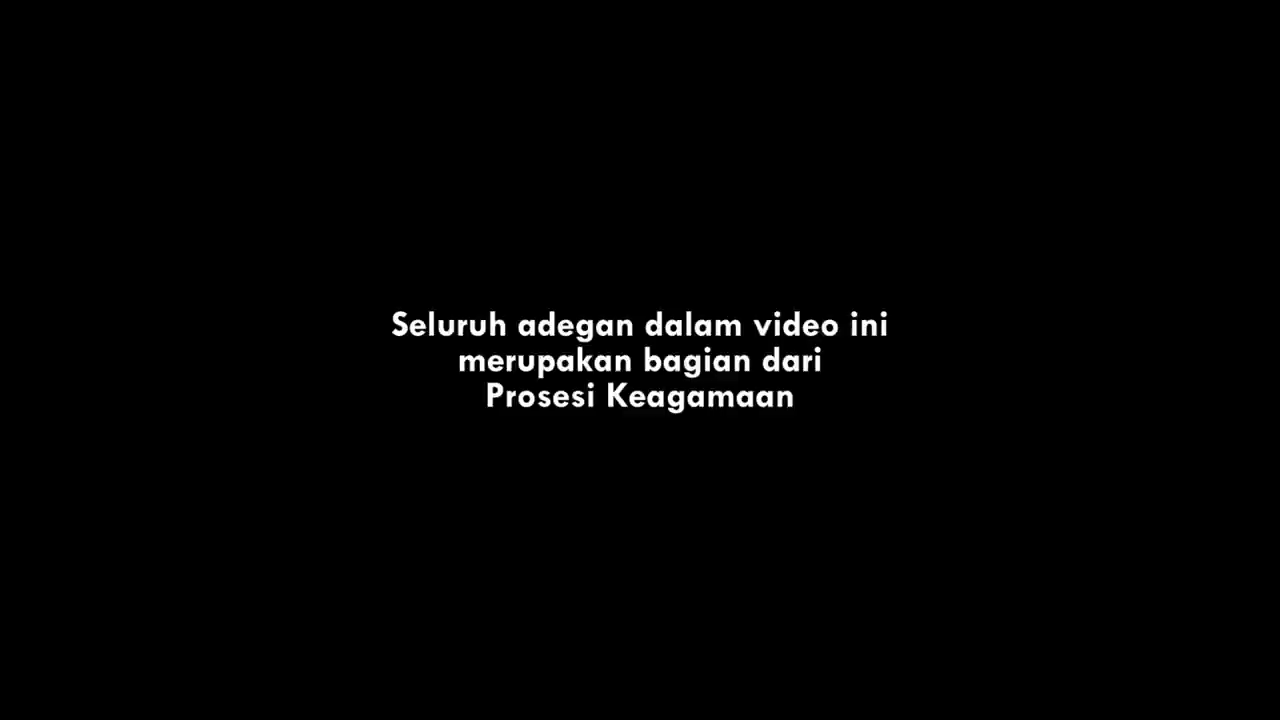 Seluruh adegan dalam video ini
merupakan bagian dari
Prosesi Keagamaan